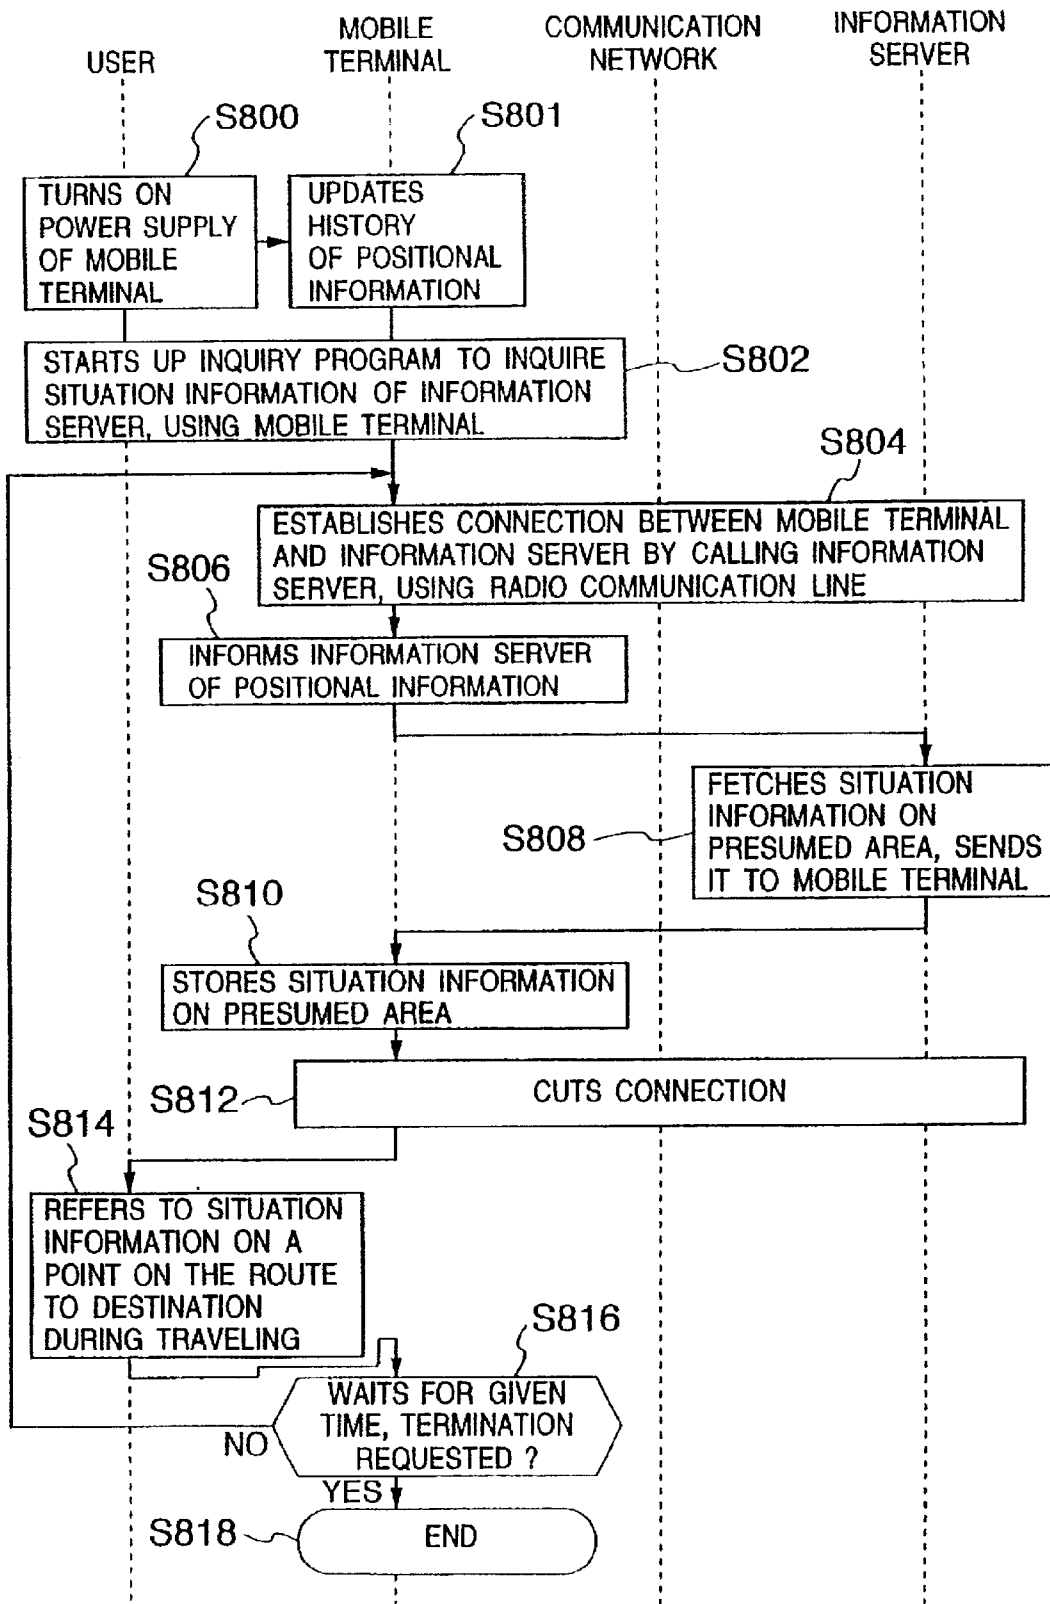 USER
MOBILE
TERMINAL
COMMUNICATION
NETWORK
INFORMATION
SERVER
S800
S801
TURNS ON
POWER SUPPLY
OF MOBILE
TERMINAL
UPDATES
HISTORY
OF POSITIONAL
INFORMATION
STARTS UP INQUIRY PROGRAM TO INQUIRE
SITUATION INFORMATION OF INFORMATION
SERVER, USING MOBILE TERMINAL
S802
S804
ESTABLISHES CONNECTION BETWEEN MOBILE TERMINAL
AND INFORMATION SERVER BY CALLING INFORMATION
SERVER, USING RADIO COMMUNICATION LINE
S806
INFORMS INFORMATION SERVER
OF POSITIONAL INFORMATION
S808
FETCHES SITUATION
INFORMATION ON
PRESUMED AREA, SENDS
IT TO MOBILE TERMINAL
S810
STORES SITUATION INFORMATION
ON PRESUMED AREA
S812
CUTS CONNECTION
S814
REFERS TO SITUATION
INFORMATION ON A
POINT ON THE ROUTE
TO DESTINATION
DURING TRAVELING
S816
WAITS FOR GIVEN
TIME, TERMINATION
REQUESTED ?
NO
YES
S818
END